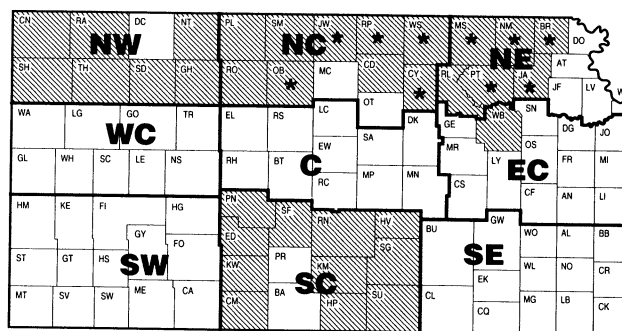 CN RA DC NT PL SM JW * RP * WS * MS * NM * BR * DO
NW NC NE
SH TH SD GH RO OB * MC CD CY * RL PT * JA * AT JF LV
WA LG GO TR EL RS LC OT DK GE WB SN DG JO
WC C EC
GL WH SC LE NS RH BT EW SA MR LY OS FR MI
RC MP MN CS CF AN LI
HM KE FI HG PN SF RN HV BU GW WO AL BB
GY FO ED PR SG
SW SC SE
ST GT HS KW KM EK WL NO CR
MT SV SW ME CA CM BA HP SU CL CQ MG LB CK